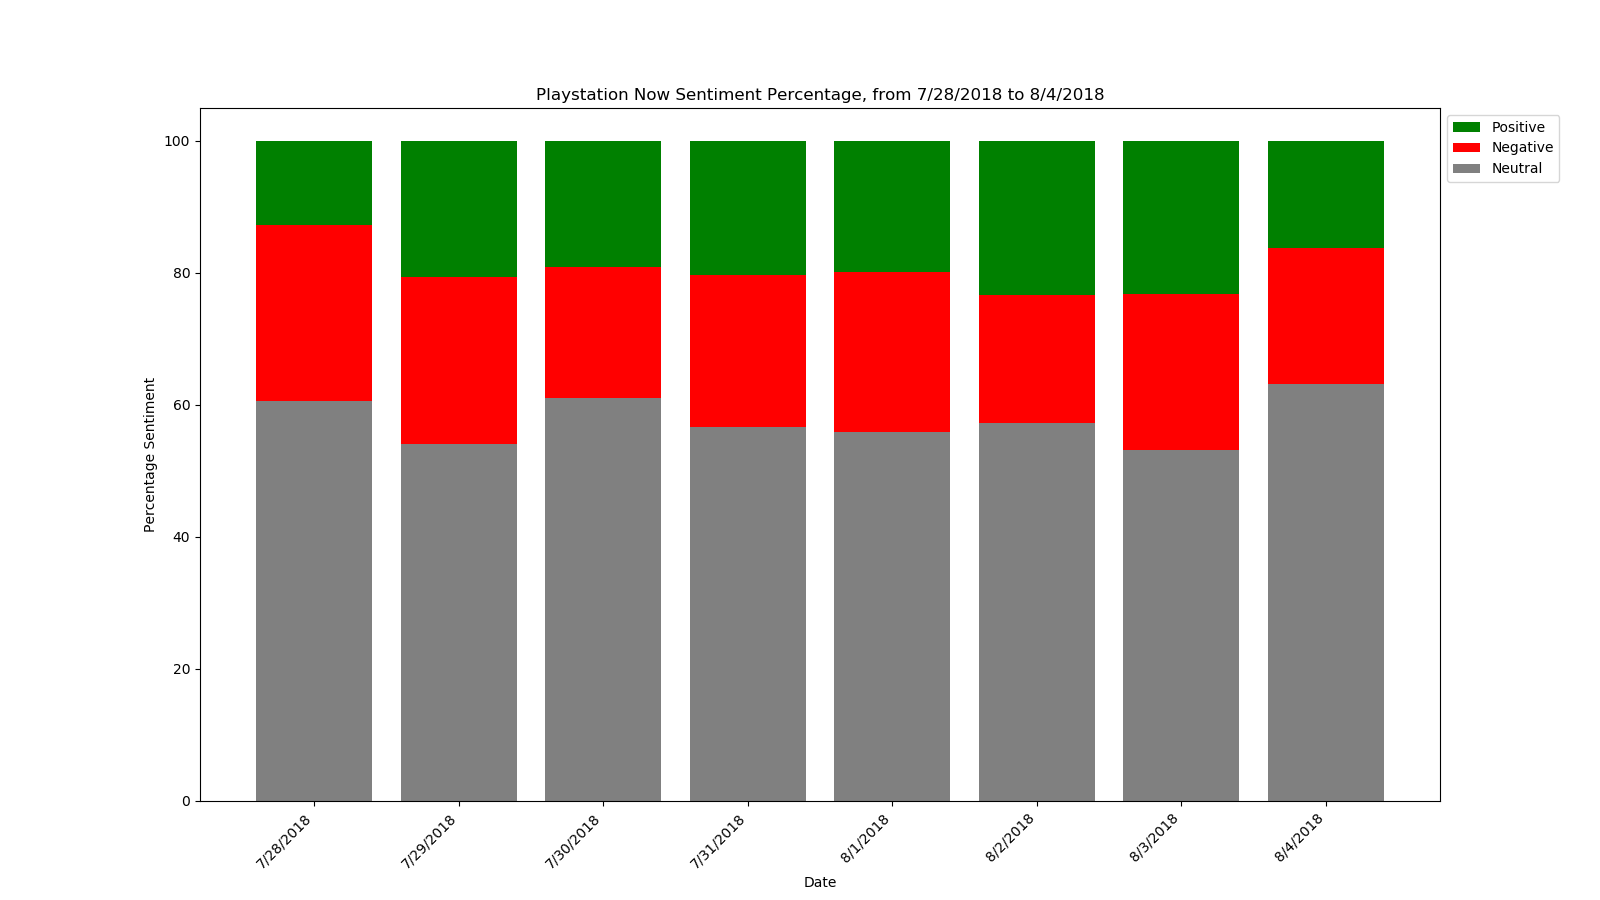 Playstation Now Sentiment Percentage, from 7/28/2018 to 8/4/2018
Positive
Negative
Neutral
Percentage Sentiment
100
80
60
40
20
0
7/28/2018
7/29/2018
7/30/2018
7/31/2018
8/1/2018
8/2/2018
8/3/2018
8/4/2018
Date